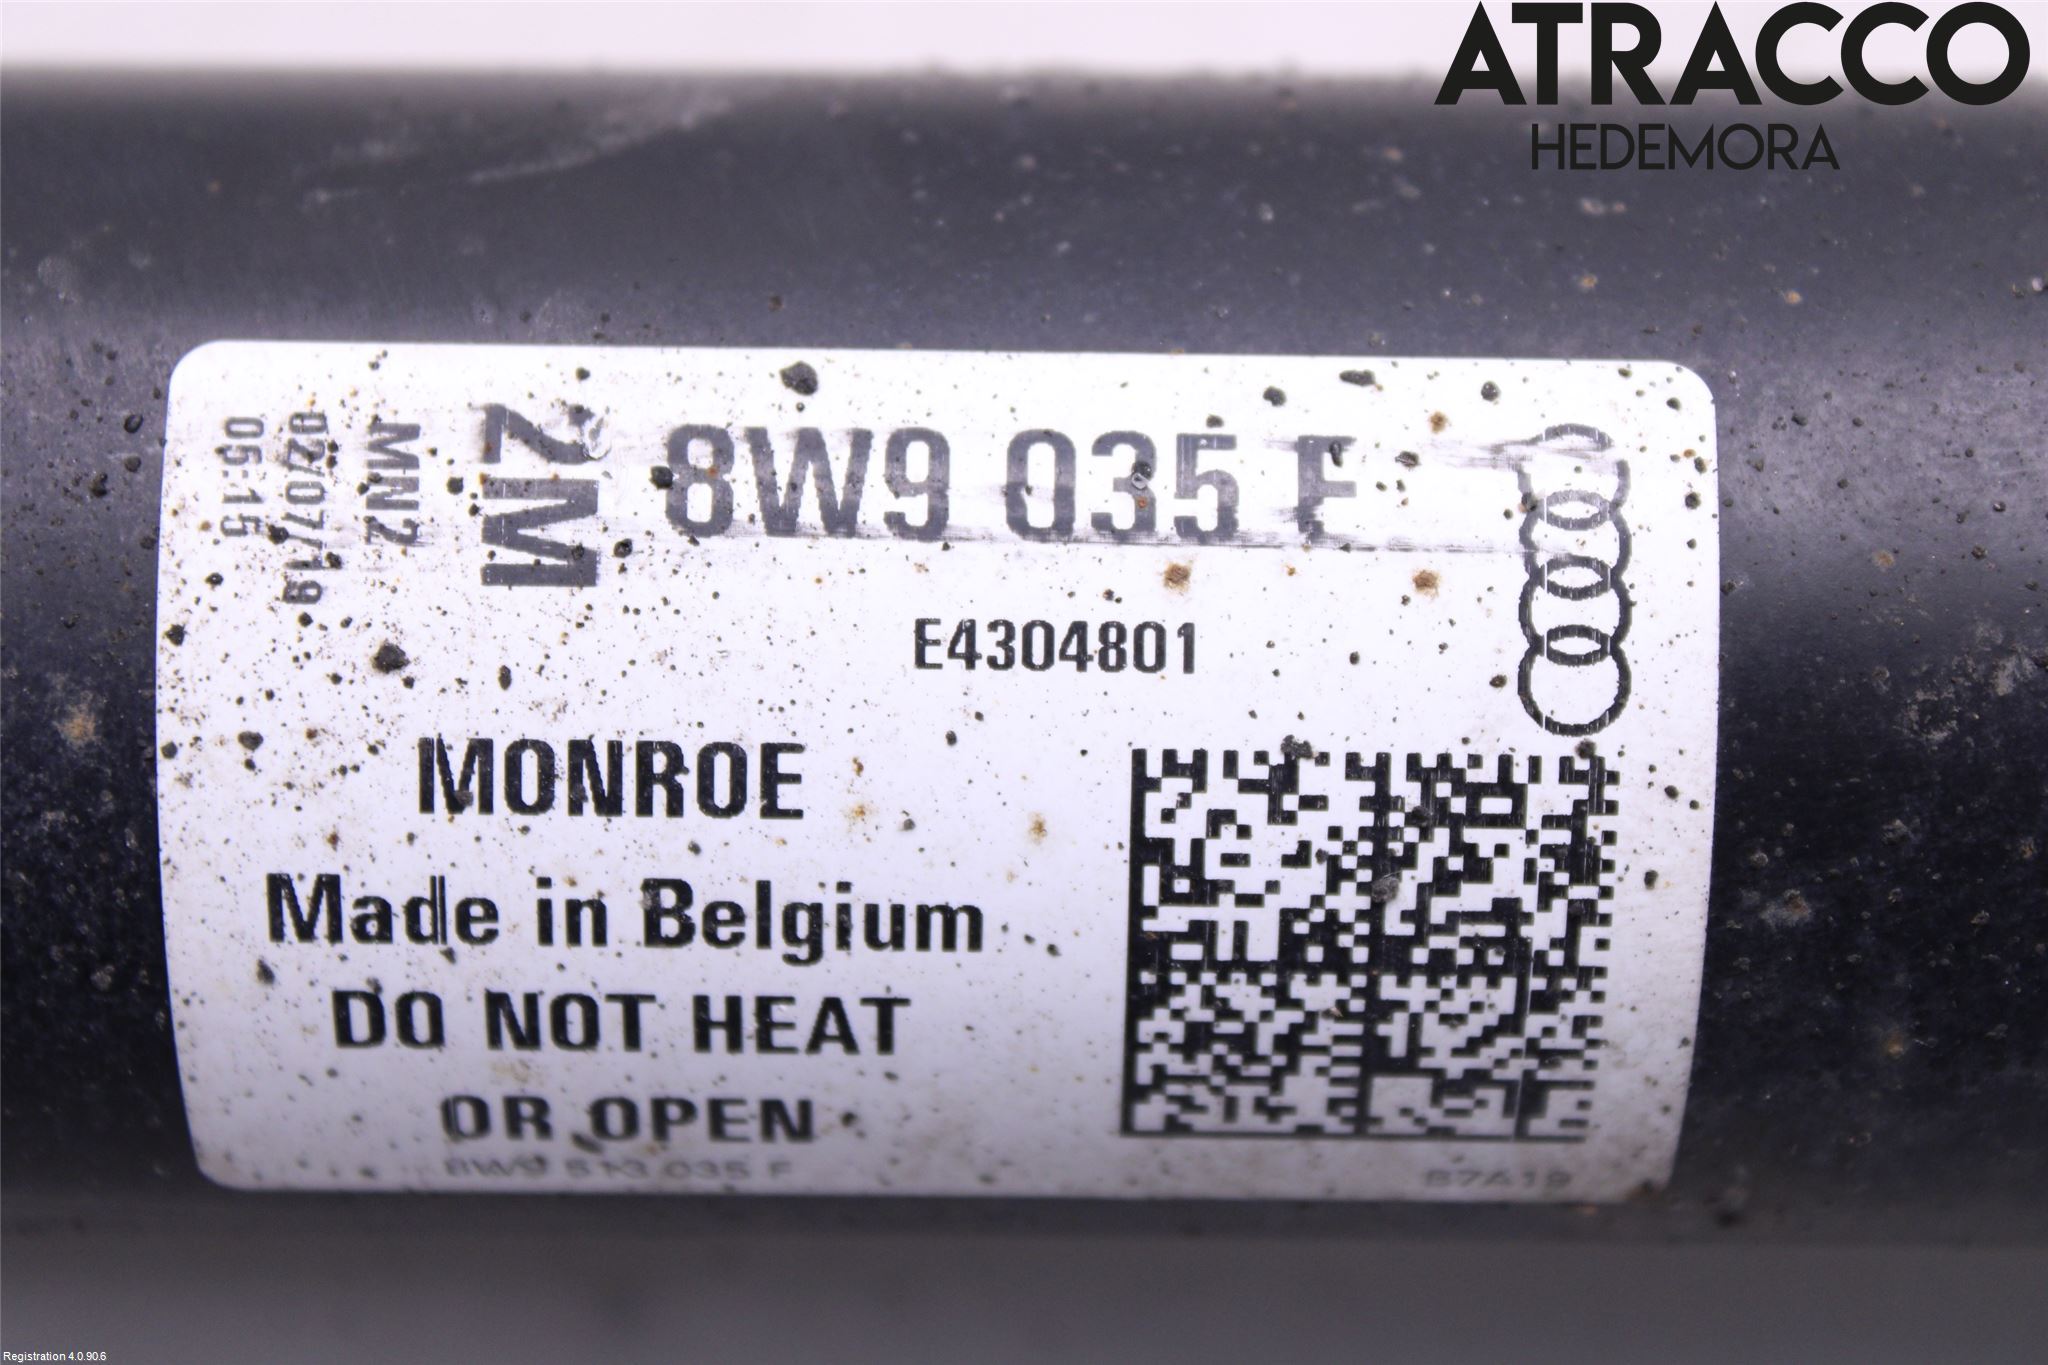 ATRACCO
HEDEMORA
8W9 035 F
2M
MN2
02/07/19
05:15
E4304801
MONROE
Made in Belgium
DO NOT HEAT
OR OPEN
8W9 513 035 F
87A19
Registration 4.0.90.6